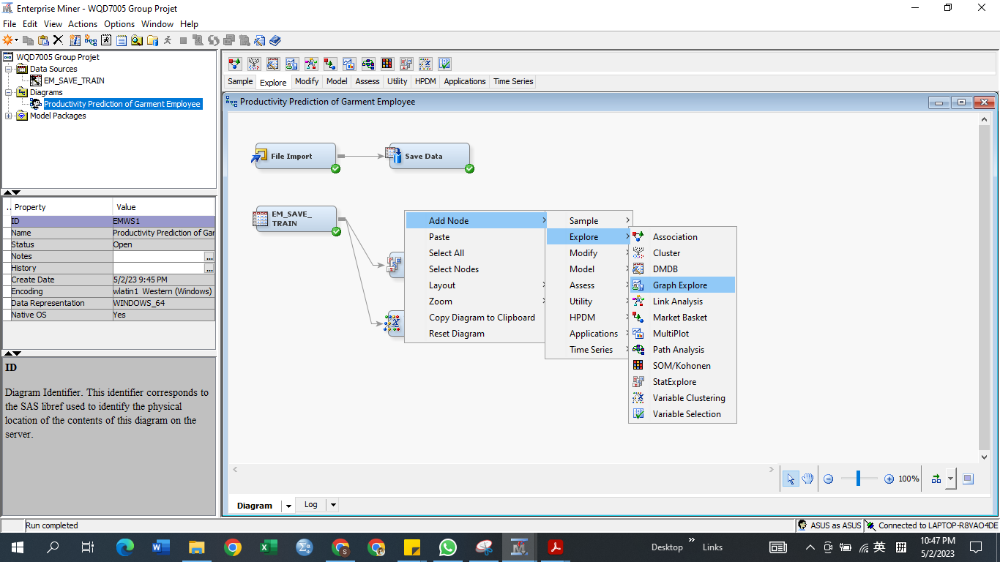 Enterprise Miner - WQD7005 Group Projet
File Edit View Actions Options Window Help
WQD7005 Group Projet
Data Sources
EM_SAVE_TRAIN
Diagrams
Productivity Prediction of Garment Employee
Model Packages
.. Property Value
ID EMWS1
Name Productivity Prediction of Gar
Status Open
Notes ...
History ...
Create Date 5/2/23 9:45 PM
Encoding wlatin1 Western (Windows)
Data Representation WINDOWS_64
Native OS Yes
ID
Diagram Identifier. This identifier corresponds to
the SAS libref used to identify the physical
location of the contents of this diagram on the
server.
Sample Explore Modify Model Assess Utility HPDM Applications Time Series
Productivity Prediction of Garment Employee
File Import
Save Data
EM_SAVE_
TRAIN
Add Node
Paste
Select All
Select Nodes
Layout
Zoom
Copy Diagram to Clipboard
Reset Diagram
Sample
Explore
Modify
Model
Assess
Utility
HPDM
Applications
Time Series
Association
Cluster
DMDB
Graph Explore
Link Analysis
Market Basket
MultiPlot
Path Analysis
SOM/Kohonen
StatExplore
Variable Clustering
Variable Selection
100%
Diagram Log
Run completed
ASUS as ASUS Connected to LAPTOP-R8VAO4DE
Desktop Links
英
10:47 PM
5/2/2023